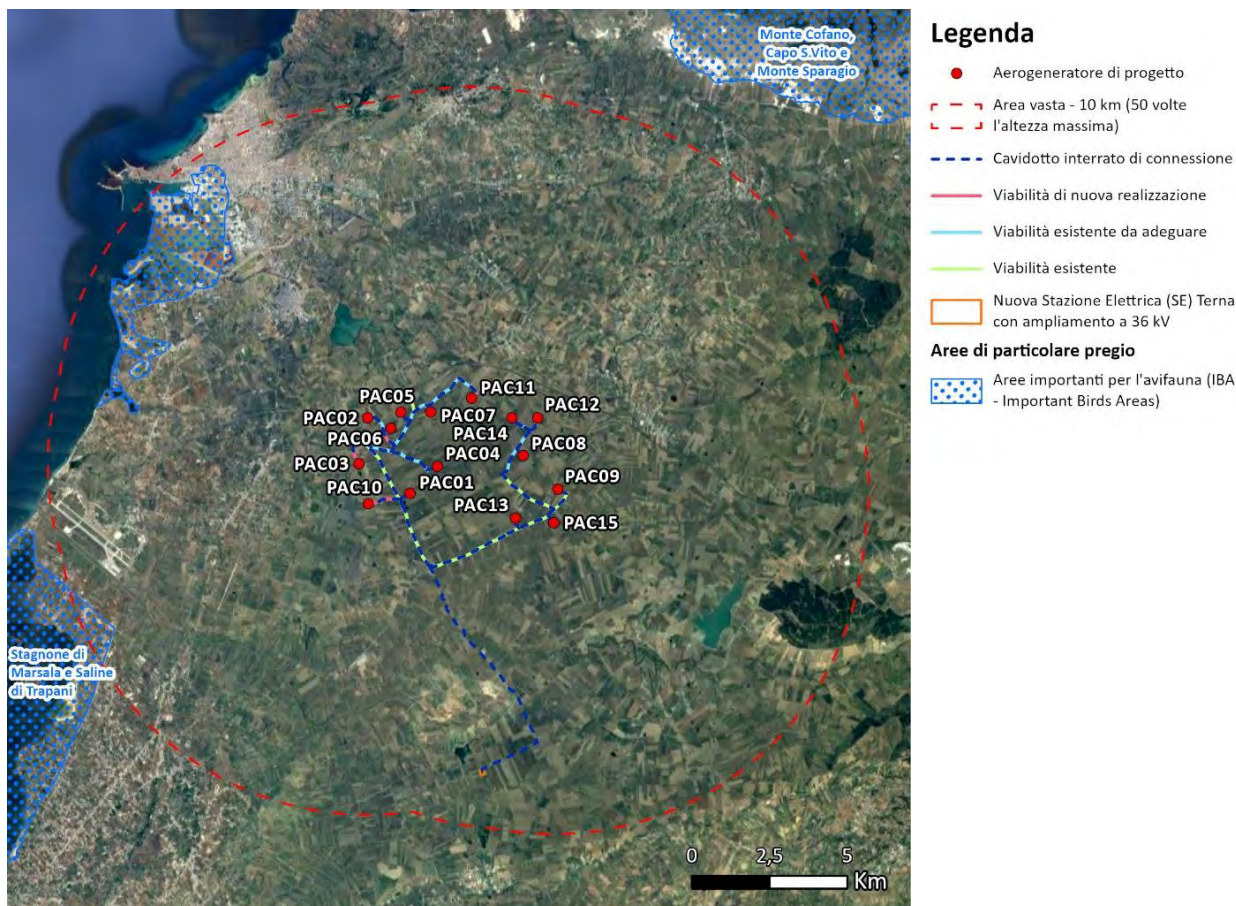 Monte Cofano,
Capo S.Vito e
Monte Sparagio
PAC11
PAC05
PAC02
PAC07
PAC12
PAC14
PAC06
PAC08
PAC04
PAC03
PAC01
PAC09
PAC10
PAC13
PAC15
Stagnone di
Marsala e Saline
di Trapani
0 2,5 5
Km
Legenda
Aerogeneratore di progetto
Area vasta - 10 km (50 volte
l'altezza massima)
Cavidotto interrato di connessione
Viabilità di nuova realizzazione
Viabilità esistente da adeguare
Viabilità esistente
Nuova Stazione Elettrica (SE) Terna
con ampliamento a 36 kV
Aree di particolare pregio
Aree importanti per l'avifauna (IBA
- Important Birds Areas)